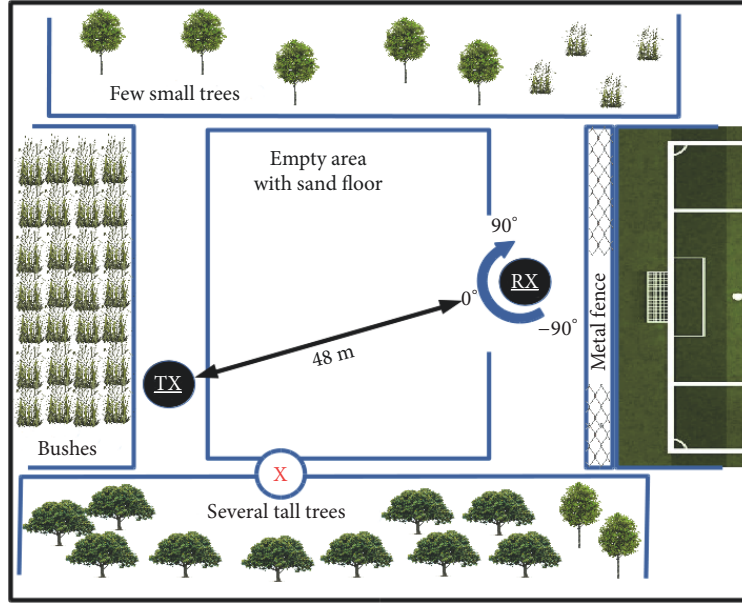 Few small trees
Empty area
with sand floor
90°
RX
0°
−90°
48 m
TX
Metal fence
Bushes
X
Several tall trees